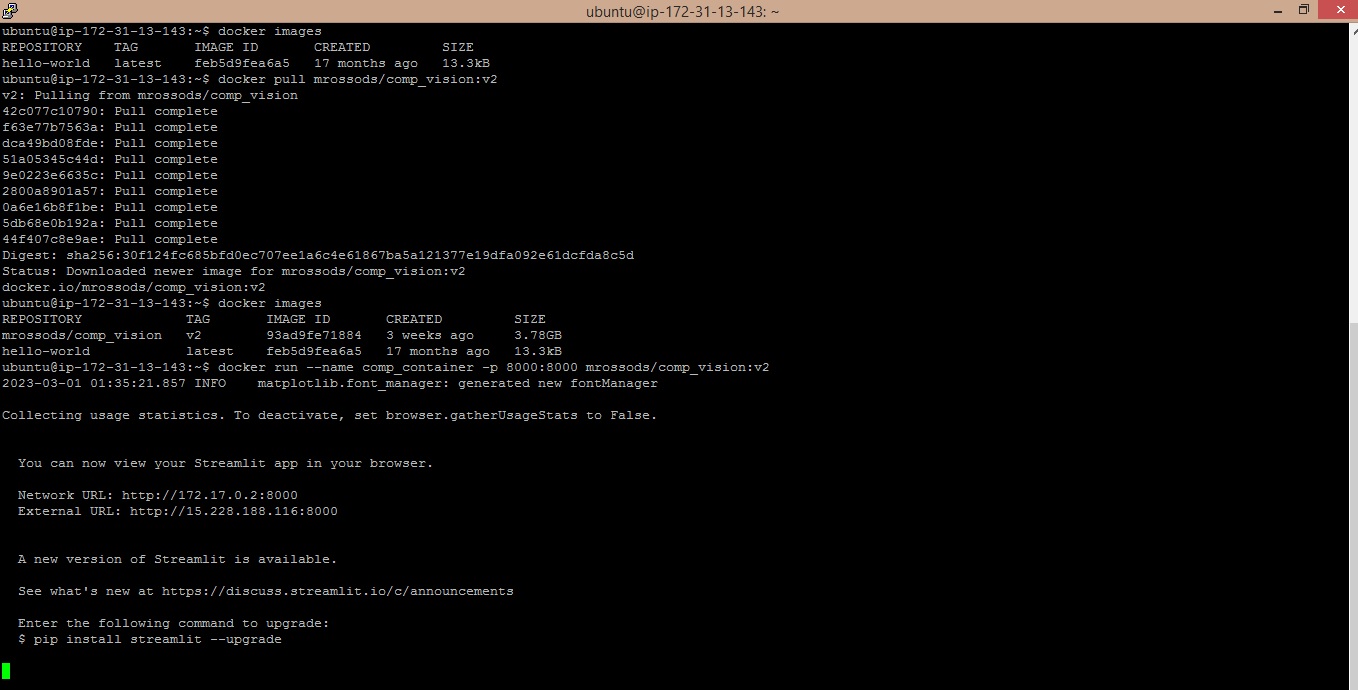 ubuntu@ip-172-31-13-143: ~
ubuntu@ip-172-31-13-143:~$ docker images
REPOSITORY    TAG       IMAGE ID       CREATED         SIZE
hello-world   latest    feb5d9fea6a5   17 months ago   13.3kB
ubuntu@ip-172-31-13-143:~$ docker pull mrossods/comp_vision:v2
v2: Pulling from mrossods/comp_vision
42c077c10790: Pull complete
f63e77b7563a: Pull complete
dca49bd08fde: Pull complete
51a05345c44d: Pull complete
9e0223e6635c: Pull complete
2800a8901a57: Pull complete
0a6e16b8f1be: Pull complete
5db68e0b192a: Pull complete
44f407c8e9ae: Pull complete
Digest: sha256:30f124fc685bfd0ec707ee1a6c4e61867ba5a121377e19dfa092e61dcfda8c5d
Status: Downloaded newer image for mrossods/comp_vision:v2
docker.io/mrossods/comp_vision:v2
ubuntu@ip-172-31-13-143:~$ docker images
REPOSITORY             TAG       IMAGE ID       CREATED         SIZE
mrossods/comp_vision   v2        93ad9fe71884   3 weeks ago     3.78GB
hello-world            latest    feb5d9fea6a5   17 months ago   13.3kB
ubuntu@ip-172-31-13-143:~$ docker run --name comp_container -p 8000:8000 mrossods/comp_vision:v2
2023-03-01 01:35:21.857 INFO    matplotlib.font_manager: generated new fontManager
Collecting usage statistics. To deactivate, set browser.gatherUsageStats to False.
You can now view your Streamlit app in your browser.
Network URL: http://172.17.0.2:8000
External URL: http://15.228.188.116:8000
A new version of Streamlit is available.
See what's new at https://discuss.streamlit.io/c/announcements
Enter the following command to upgrade:
$ pip install streamlit --upgrade